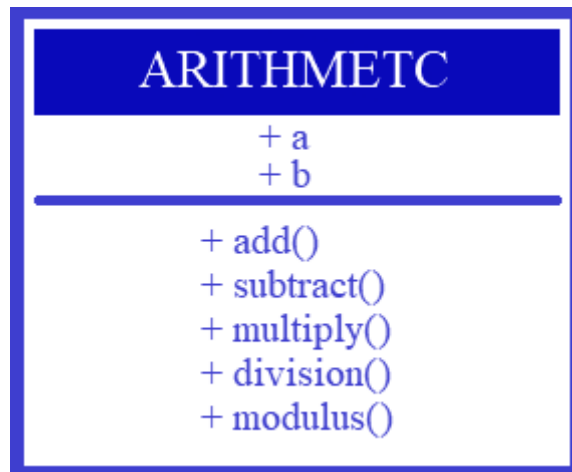 ARITHMETC
+ a
+ b
+ add()
+ subtract()
+ multiply()
+ division()
+ modulus()